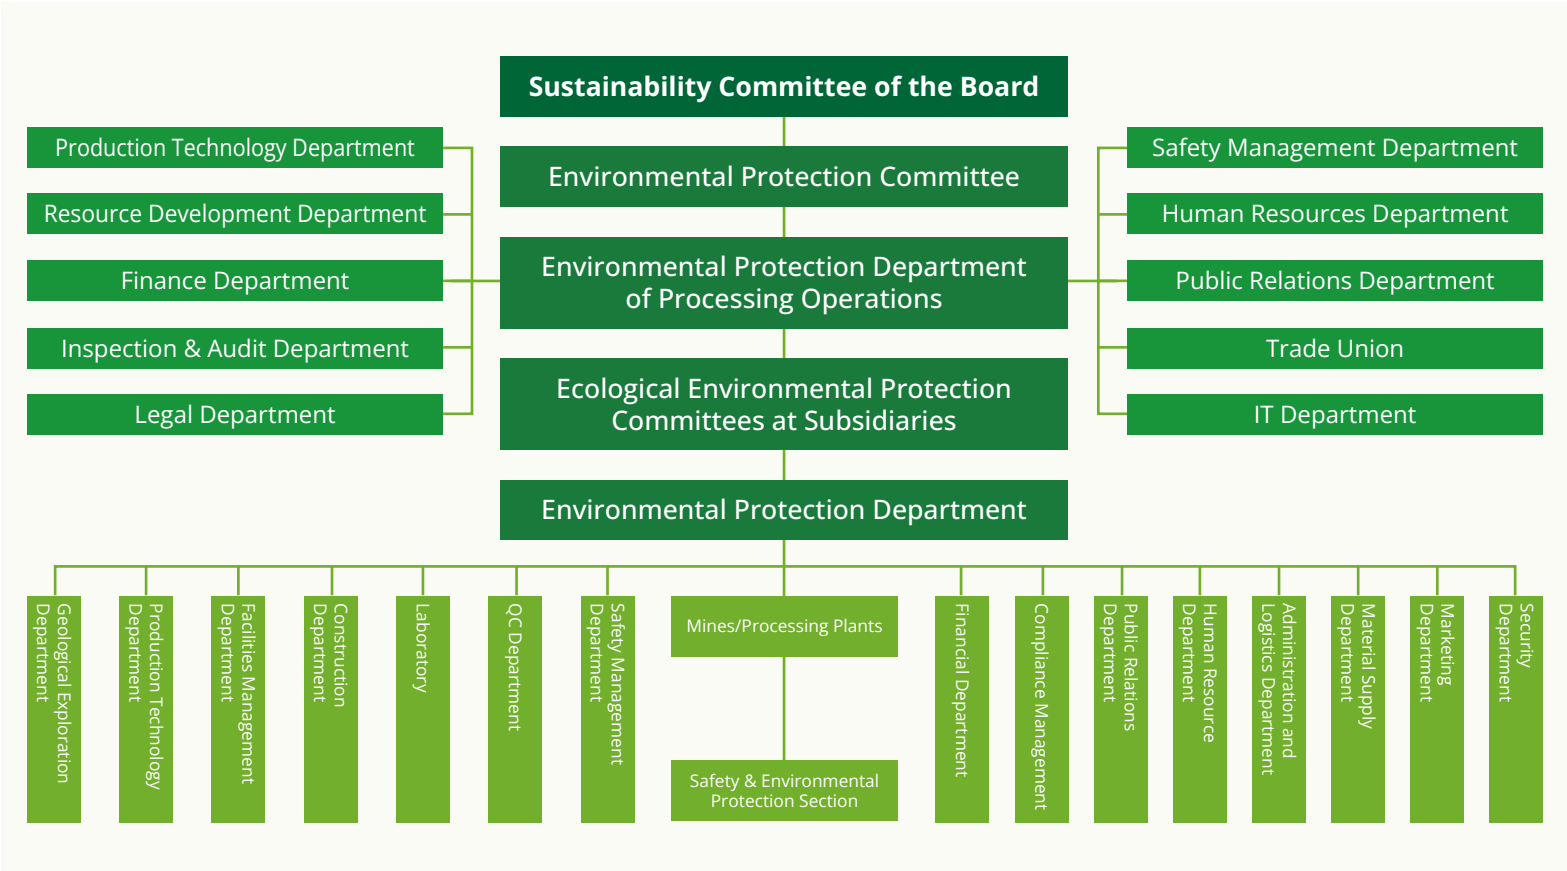 Sustainability Committee of the Board
Environmental Protection Committee
Environmental Protection Department
of Processing Operations
Ecological Environmental Protection
Committees at Subsidiaries
Environmental Protection Department
Production Technology Department
Resource Development Department
Finance Department
Inspection & Audit Department
Legal Department
Safety Management Department
Human Resources Department
Public Relations Department
Trade Union
IT Department
Geological Exploration
Department
Production Technology
Department
Facilities Management
Department
Construction
Department
Laboratory
QC Department
Safety Management
Department
Mines/Processing Plants
Safety & Environmental
Protection Section
Financial Department
Compliance Management
Public Relations
Department
Human Resource
Department
Administration and
Logistics Department
Material Supply
Department
Marketing
Department
Security
Department